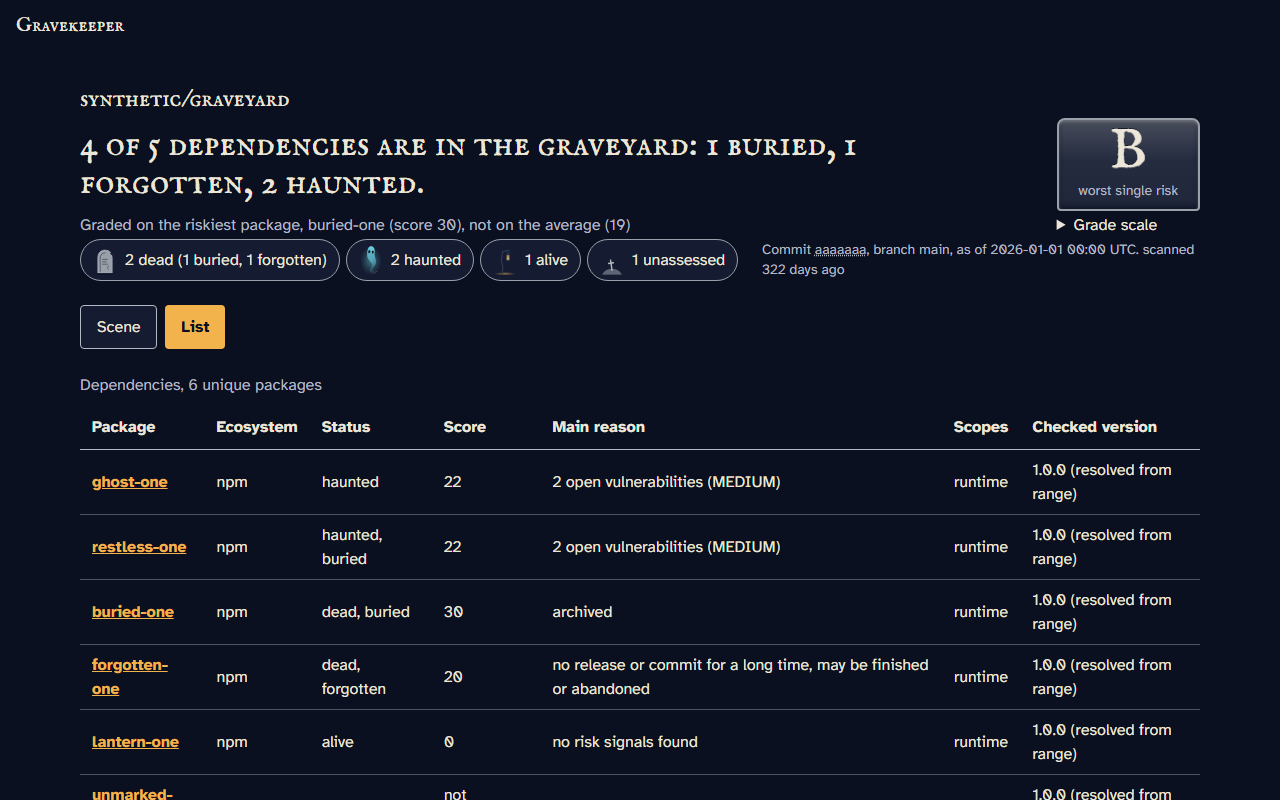 Gravekeeper
synthetic/graveyard
4 of 5 dependencies are in the graveyard: 1 buried, 1
forgotten, 2 haunted.
B
worst single risk
Graded on the riskiest package, buried-one (score 30), not on the average (19)
▶ Grade scale
2 dead (1 buried, 1 forgotten)
2 haunted
1 alive
1 unassessed
Commit aaaaaaa, branch main, as of 2026-01-01 00:00 UTC. scanned
322 days ago
Scene
List
Dependencies, 6 unique packages
Package Ecosystem Status Score Main reason Scopes Checked version
ghost-one npm haunted 22 2 open vulnerabilities (MEDIUM) runtime 1.0.0 (resolved from
range)
restless-one npm haunted, 22 2 open vulnerabilities (MEDIUM) runtime 1.0.0 (resolved from
buried range)
buried-one npm dead, buried 30 archived runtime 1.0.0 (resolved from
range)
forgotten- npm dead, 20 no release or commit for a long time, may be finished runtime 1.0.0 (resolved from
one forgotten or abandoned range)
lantern-one npm alive 0 no risk signals found runtime 1.0.0 (resolved from
range)
unmarked- not 1.0.0 (resolved from